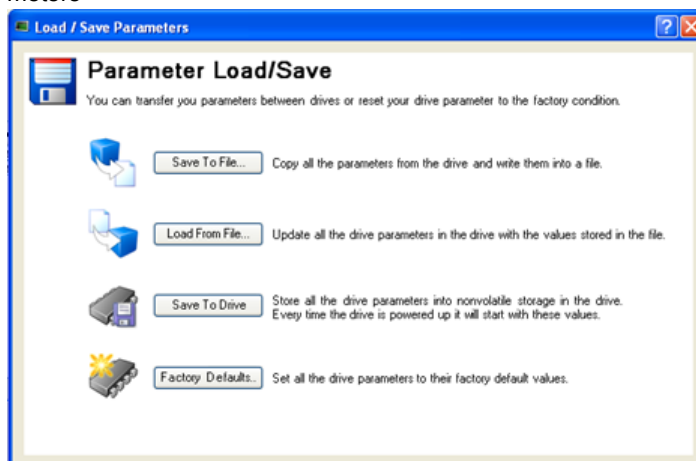 meters
Load / Save Parameters
Parameter Load/Save
You can transfer you parameters between drives or reset your drive parameter to the factory condition.
Save To File... Copy all the parameters from the drive and write them into a file.
Load From File... Update all the drive parameters in the drive with the values stored in the file.
Save To Drive Store all the drive parameters into nonvolatile storage in the drive.
Every time the drive is powered up it will start with these values.
Factory Defaults.. Set all the drive parameters to their factory default values.